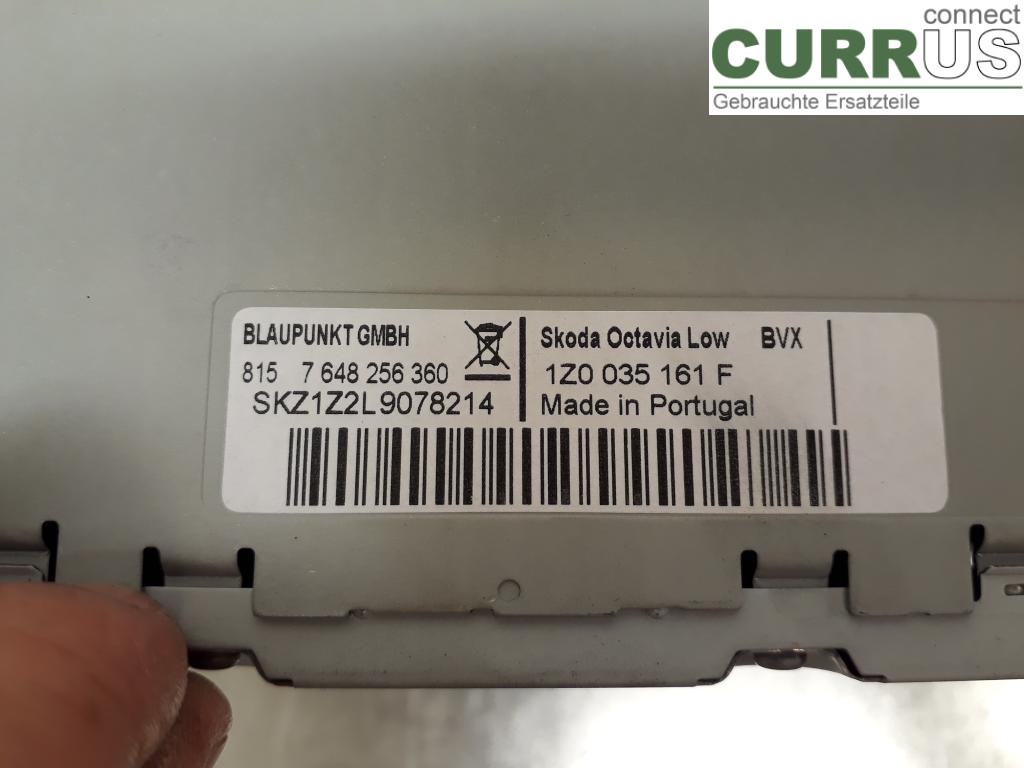 connect
CURRUS
Gebrauchte Ersatzteile
BLAUPUNKT GMBH
815 7 648 256 360
SKZ1Z2L9078214
Skoda Octavia Low BVX
1Z0 035 161 F
Made in Portugal